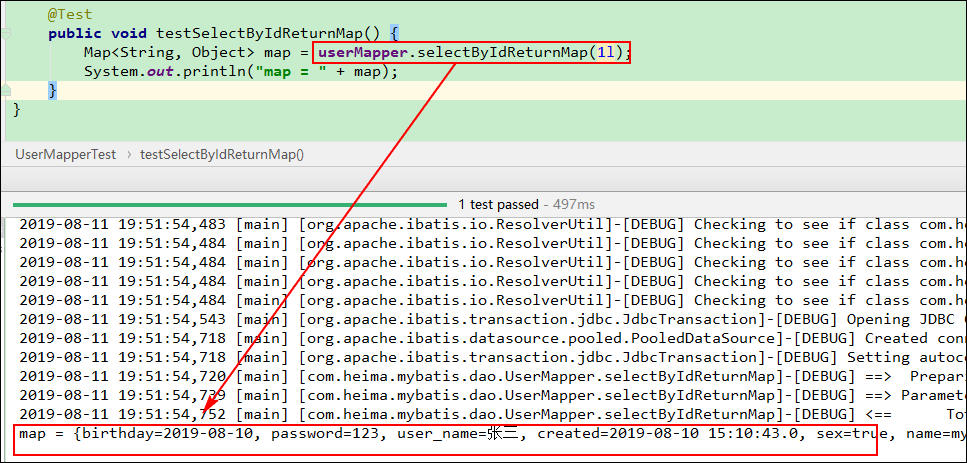 @Test
public void testSelectByIdReturnMap() {
Map<String, Object> map = userMapper.selectByIdReturnMap(1l);
System.out.println("map = " + map);
}
}
UserMapperTest › testSelectByIdReturnMap()
1 test passed - 497ms
2019-08-11 19:51:54,483 [main] [org.apache.ibatis.io.ResolverUtil]-[DEBUG] Checking to see if class com.he
2019-08-11 19:51:54,484 [main] [org.apache.ibatis.io.ResolverUtil]-[DEBUG] Checking to see if class com.he
2019-08-11 19:51:54,484 [main] [org.apache.ibatis.io.ResolverUtil]-[DEBUG] Checking to see if class com.he
2019-08-11 19:51:54,484 [main] [org.apache.ibatis.io.ResolverUtil]-[DEBUG] Checking to see if class com.he
2019-08-11 19:51:54,484 [main] [org.apache.ibatis.io.ResolverUtil]-[DEBUG] Checking to see if class com.he
2019-08-11 19:51:54,543 [main] [org.apache.ibatis.transaction.jdbc.JdbcTransaction]-[DEBUG] Opening JDBC
2019-08-11 19:51:54,718 [main] [org.apache.ibatis.datasource.pooled.PooledDataSource]-[DEBUG] Created conn
2019-08-11 19:51:54,718 [main] [org.apache.ibatis.transaction.jdbc.JdbcTransaction]-[DEBUG] Setting autoco
2019-08-11 19:51:54,720 [main] [com.heima.mybatis.dao.UserMapper.selectByIdReturnMap]-[DEBUG] ==> Prepari
2019-08-11 19:51:54,739 [main] [com.heima.mybatis.dao.UserMapper.selectByIdReturnMap]-[DEBUG] ==> Paramete
2019-08-11 19:51:54,752 [main] [com.heima.mybatis.dao.UserMapper.selectByIdReturnMap]-[DEBUG] <== Tot
map = {birthday=2019-08-10, password=123, user_name=张三, created=2019-08-10 15:10:43.0, sex=true, name=my